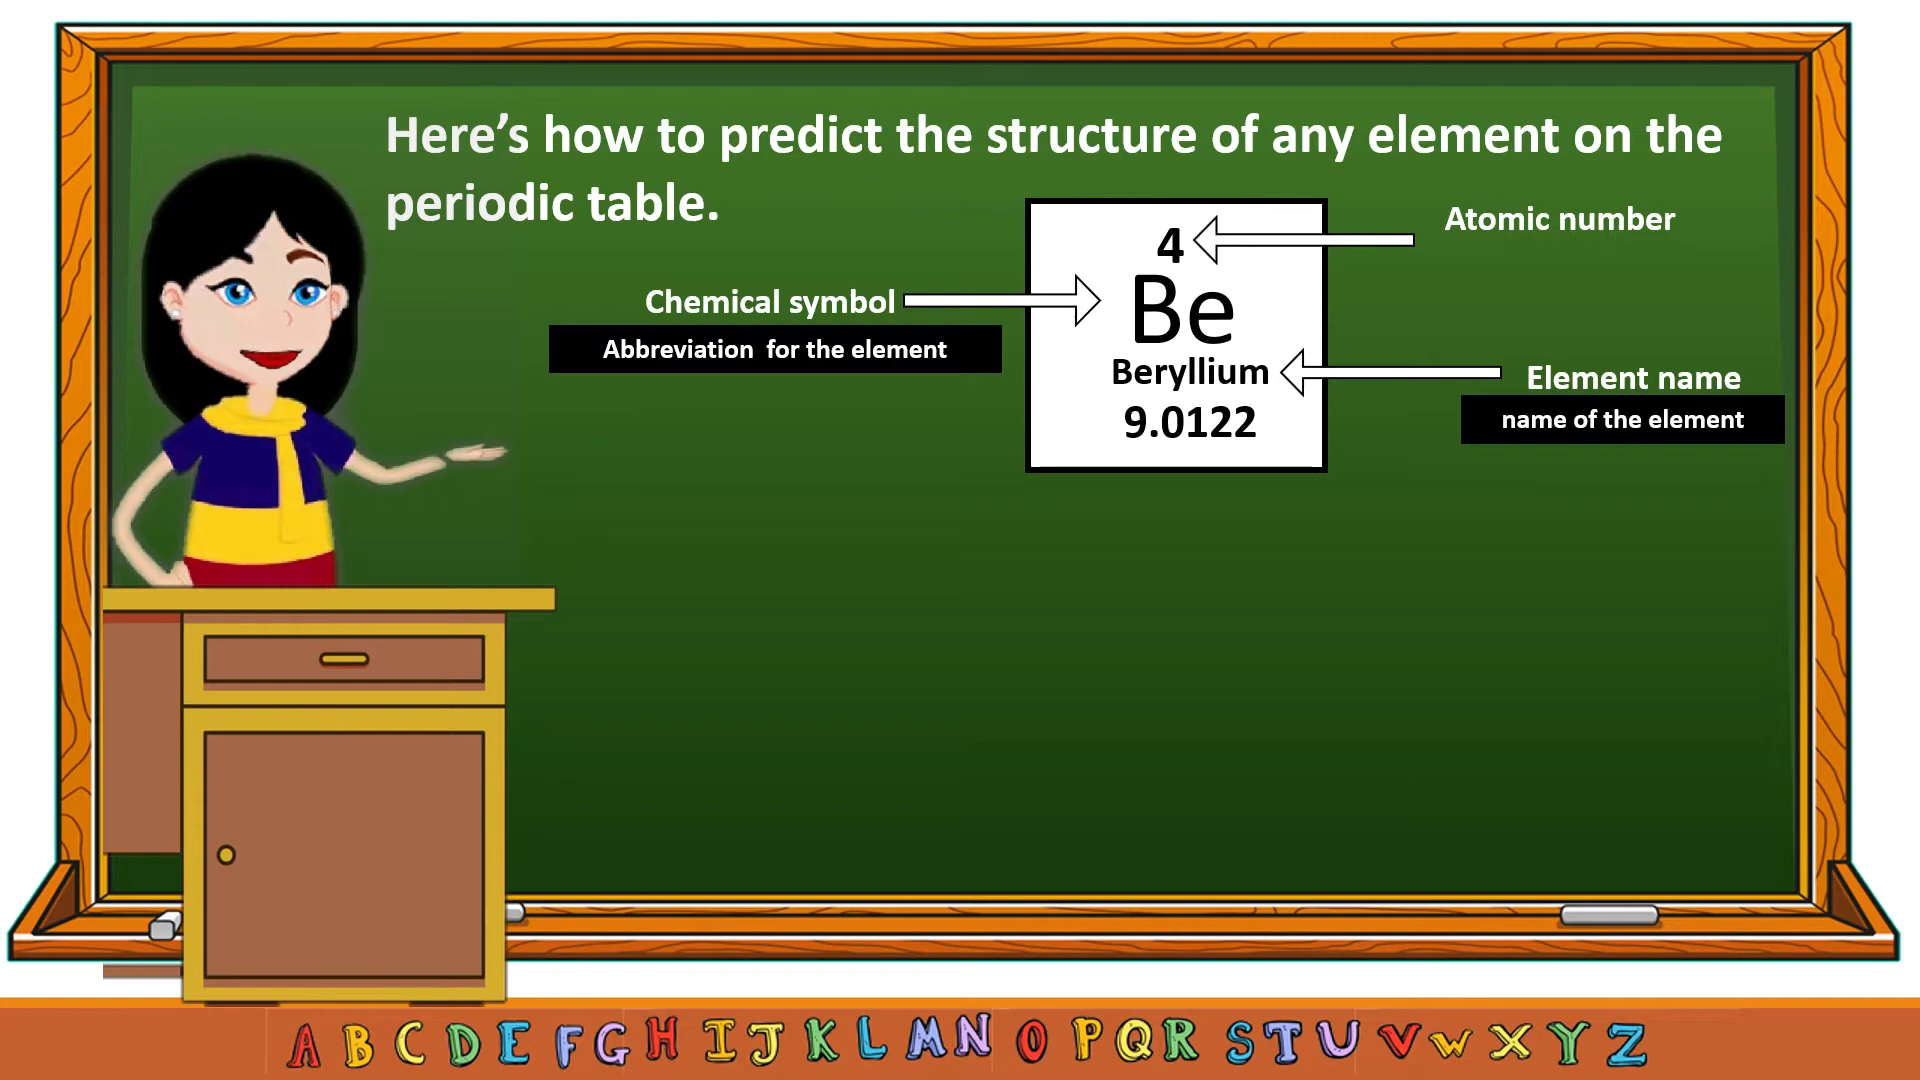 Here’s how to predict the structure of any element on the
periodic table.
4
Atomic number
Chemical symbol
Be
Abbreviation for the element
Beryllium
Element name
9.0122
name of the element
A B C D E F G H I J K L M N O P Q R S T U V W X Y Z